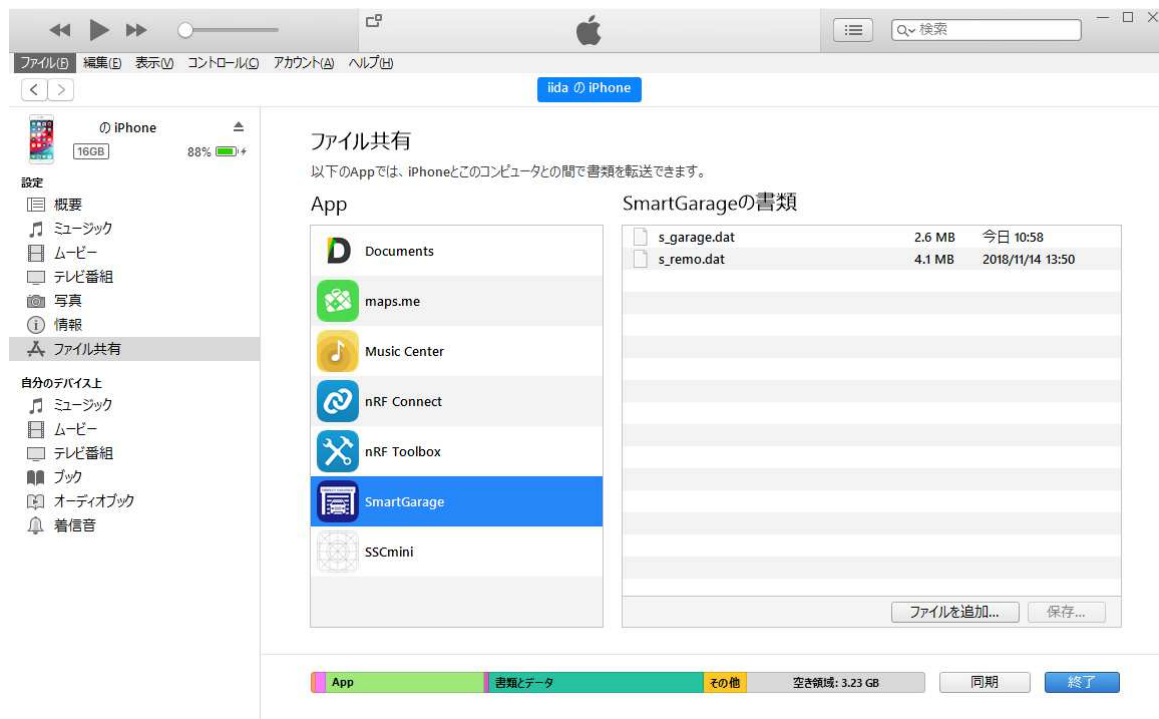 検索
ファイル(F) 編集(E) 表示(V) コントロール(C) アカウント(A) ヘルプ(H)
iida の iPhone
の iPhone
16GB 88%
設定
概要
ミュージック
ムービー
テレビ番組
写真
情報
ファイル共有
自分のデバイス上
ミュージック
ムービー
テレビ番組
ブック
オーディオブック
着信音
ファイル共有
以下のAppでは、iPhoneとこのコンピュータとの間で書類を転送できます。
App
Documents
maps.me
Music Center
nRF Connect
nRF Toolbox
SmartGarage
SSCmini
SmartGarageの書類
s_garage.dat 2.6 MB 今日 10:58
s_remo.dat 4.1 MB 2018/11/14 13:50
ファイルを追加... 保存...
App 書類とデータ その他 空き領域: 3.23 GB 同期 終了